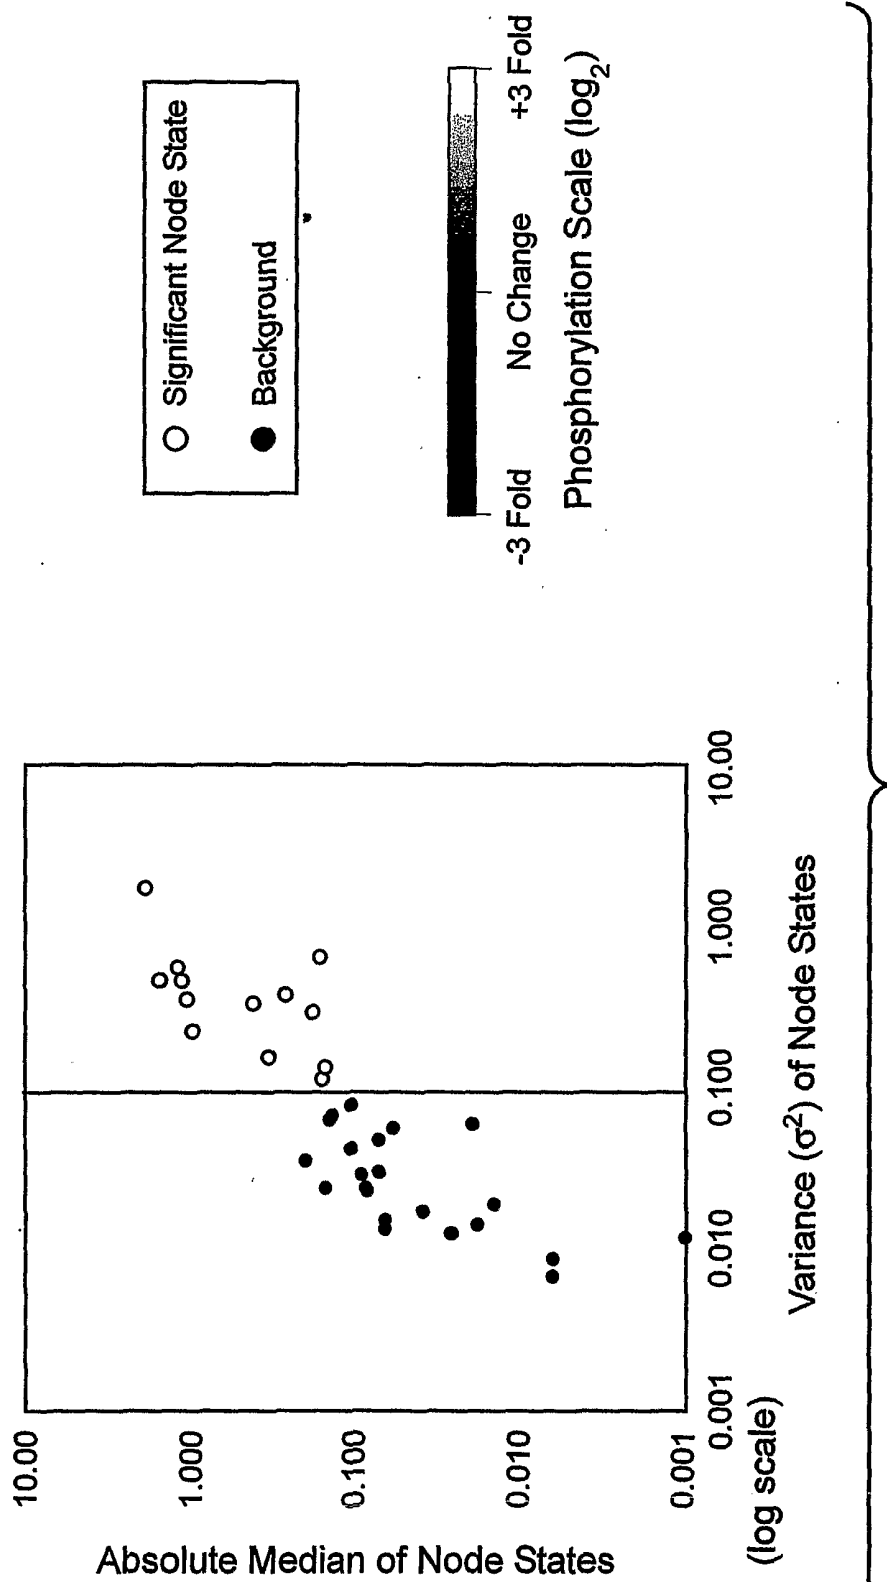 Absolute Median of Node States
10.00
1.000
0.100
0.010
0.001
0.001
0.010
0.100
1.000
10.00
(log scale)
Variance (σ²) of Node States
Significant Node State
Background
-3 Fold
No Change
+3 Fold
Phosphorylation Scale (log₂)